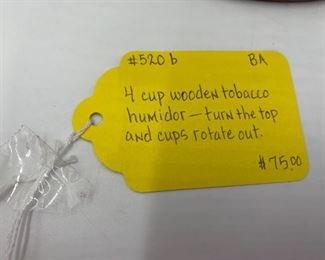 #520 b BA
4 cup wooden tobacco
humidor – turn the top
and cups rotate out.
$75.00